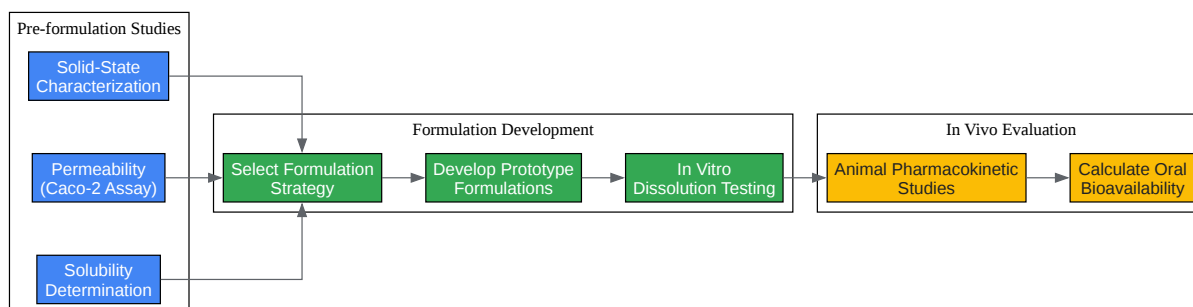 Pre-formulation Studies
Solid-State
Characterization
Permeability
(Caco-2 Assay)
Solubility
Determination
Formulation Development
Select Formulation
Strategy
Develop Prototype
Formulations
In Vitro
Dissolution Testing
In Vivo Evaluation
Animal Pharmacokinetic
Studies
Calculate Oral
Bioavailability